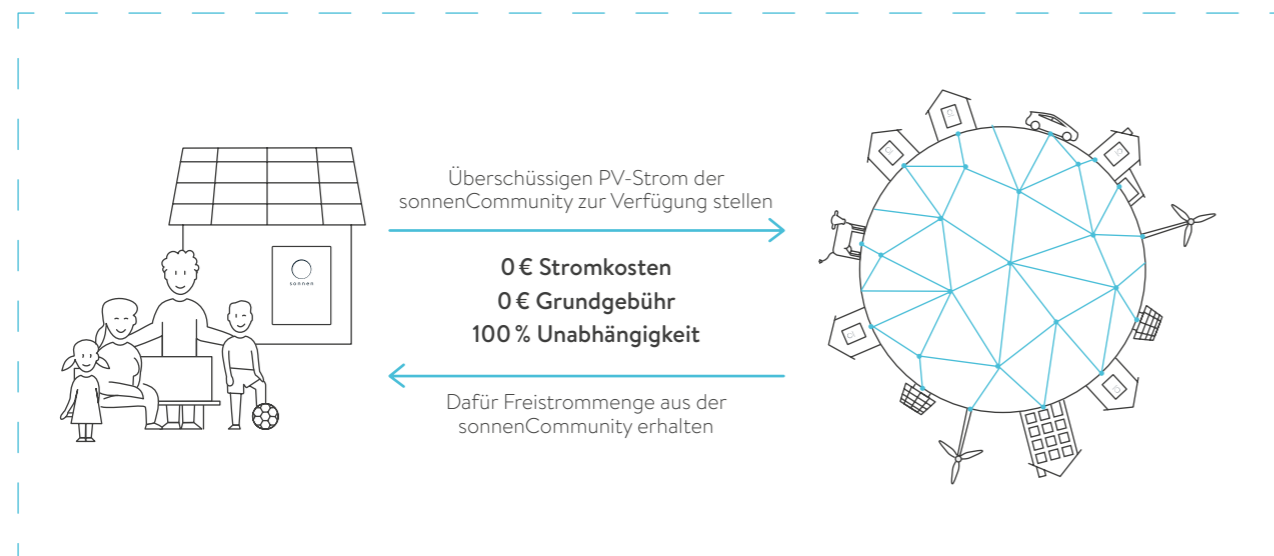 Überschüssigen PV-Strom der
sonnenCommunity zur Verfügung stellen
0 € Stromkosten
0 € Grundgebühr
100 % Unabhängigkeit
sonnen
Dafür Freistrommenge aus der
sonnenCommunity erhalten